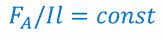 F_A/Il = const